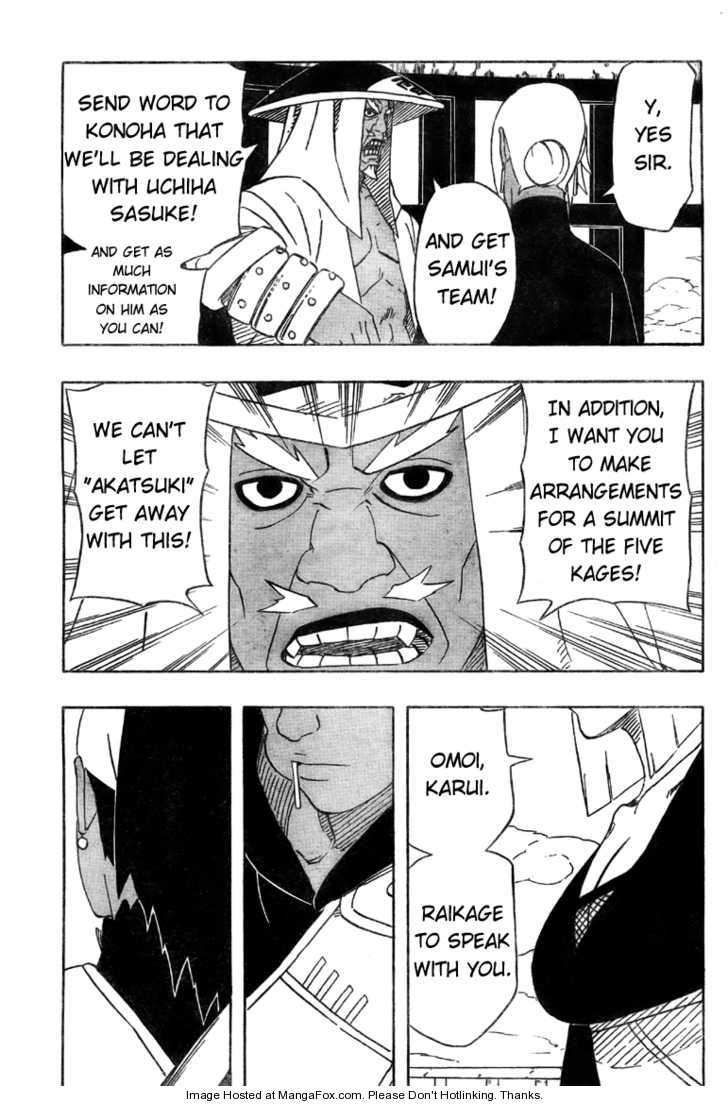 Y,
YES
SIR.
SEND WORD TO
KONOHA THAT
WE'LL BE DEALING
WITH UCHIHA
SASUKE!
AND GET AS
MUCH
INFORMATION
ON HIM AS
YOU CAN!
AND GET
SAMUI'S
TEAM!
IN ADDITION,
I WANT YOU
TO MAKE
ARRANGEMENTS
FOR A SUMMIT
OF THE FIVE
KAGES!
WE CAN'T
LET
"AKATSUKI"
GET AWAY
WITH THIS!
OMOI,
KARUI.
RAIKAGE
TO SPEAK
WITH YOU.
Image Hosted at MangaFox.com. Please Don't Hotlinking. Thanks.